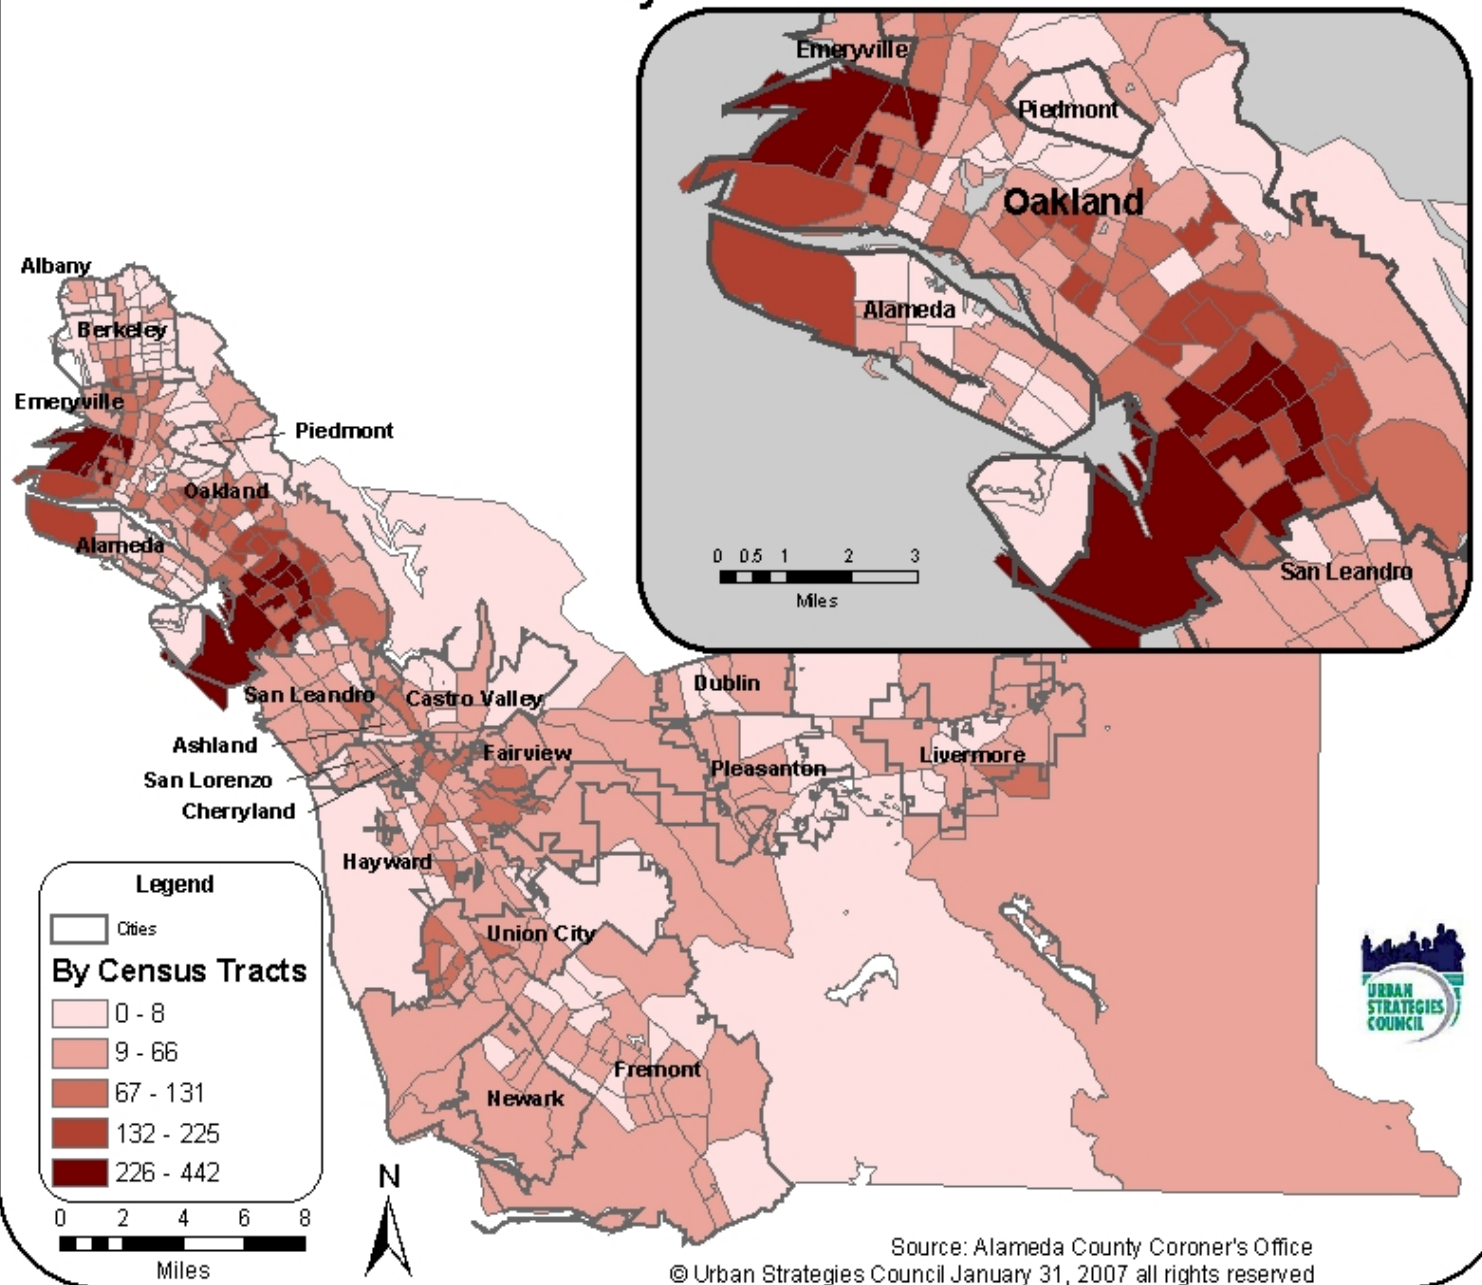 Emeryville
Piedmont
Oakland
Alameda
San Leandro
0 0.5 1 2 3
Miles
Albany
Berkeley
Emeryville
Piedmont
Oakland
Alameda
San Leandro
Castro Valley
Dublin
Ashland
Fairview
Livermore
Pleasanton
San Lorenzo
Cherryland
Hayward
Union City
Fremont
Newark
Legend
Cities
By Census Tracts
0 - 8
9 - 66
67 - 131
132 - 225
226 - 442
0 2 4 6 8
Miles
N
URBAN
STRATEGIES
COUNCIL
Source: Alameda County Coroner's Office
© Urban Strategies Council January 31, 2007 all rights reserved